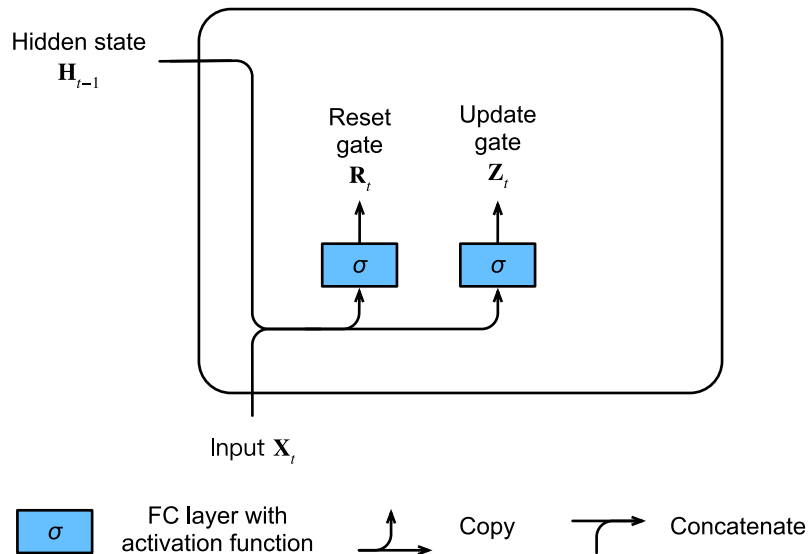 Hidden state
H_{t−1}
Reset
gate
R_t
Update
gate
Z_t
σ
σ
Input X_t
σ
FC layer with
activation function
Copy
Concatenate